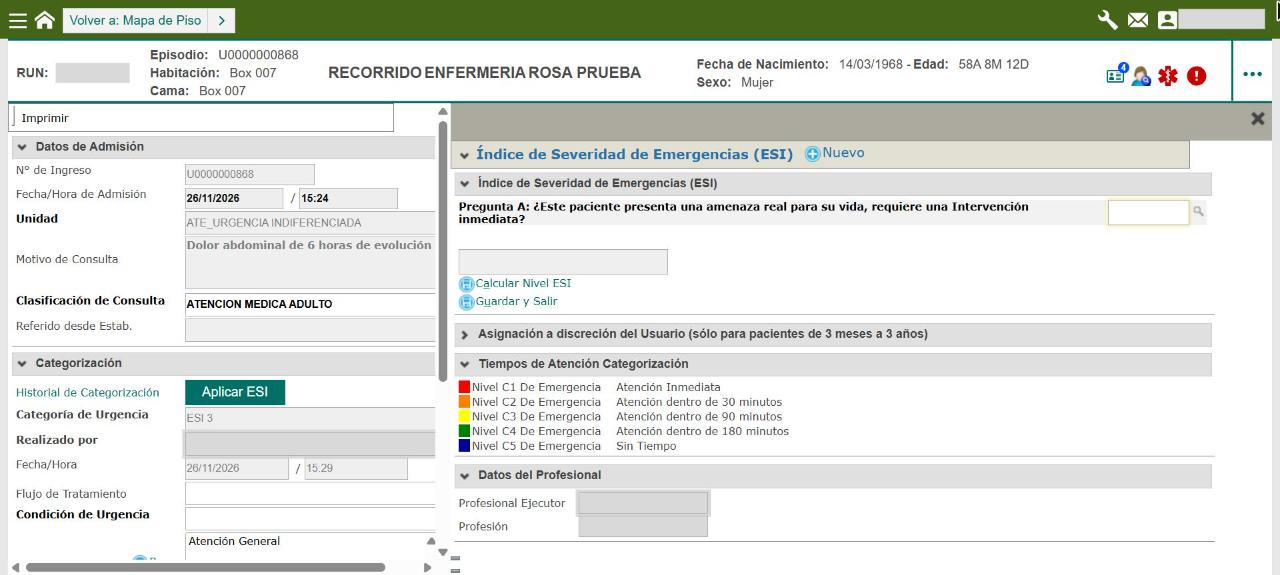 Volver a: Mapa de Piso
RUN:
Episodio: U0000000868
Habitación: Box 007
Cama: Box 007
RECORRIDO ENFERMERIA ROSA PRUEBA
Fecha de Nacimiento: 14/03/1968 - Edad: 58A 8M 12D
Sexo: Mujer
4
Imprimir
Datos de Admisión
Nº de Ingreso U0000000868
Fecha/Hora de Admisión 26/11/2026 / 15:24
Unidad ATE_URGENCIA INDIFERENCIADA
Motivo de Consulta Dolor abdominal de 6 horas de evolución
Clasificación de Consulta ATENCION MEDICA ADULTO
Referido desde Estab.
Categorización
Historial de Categorización Aplicar ESI
Categoría de Urgencia ESI 3
Realizado por
Fecha/Hora 26/11/2026 / 15:29
Flujo de Tratamiento
Condición de Urgencia
Atención General
Índice de Severidad de Emergencias (ESI) Nuevo
Índice de Severidad de Emergencias (ESI)
Pregunta A: ¿Este paciente presenta una amenaza real para su vida, requiere una Intervención
inmediata?
Calcular Nivel ESI
Guardar y Salir
Asignación a discreción del Usuario (sólo para pacientes de 3 meses a 3 años)
Tiempos de Atención Categorización
Nivel C1 De Emergencia Atención Inmediata
Nivel C2 De Emergencia Atención dentro de 30 minutos
Nivel C3 De Emergencia Atención dentro de 90 minutos
Nivel C4 De Emergencia Atención dentro de 180 minutos
Nivel C5 De Emergencia Sin Tiempo
Datos del Profesional
Profesional Ejecutor
Profesión